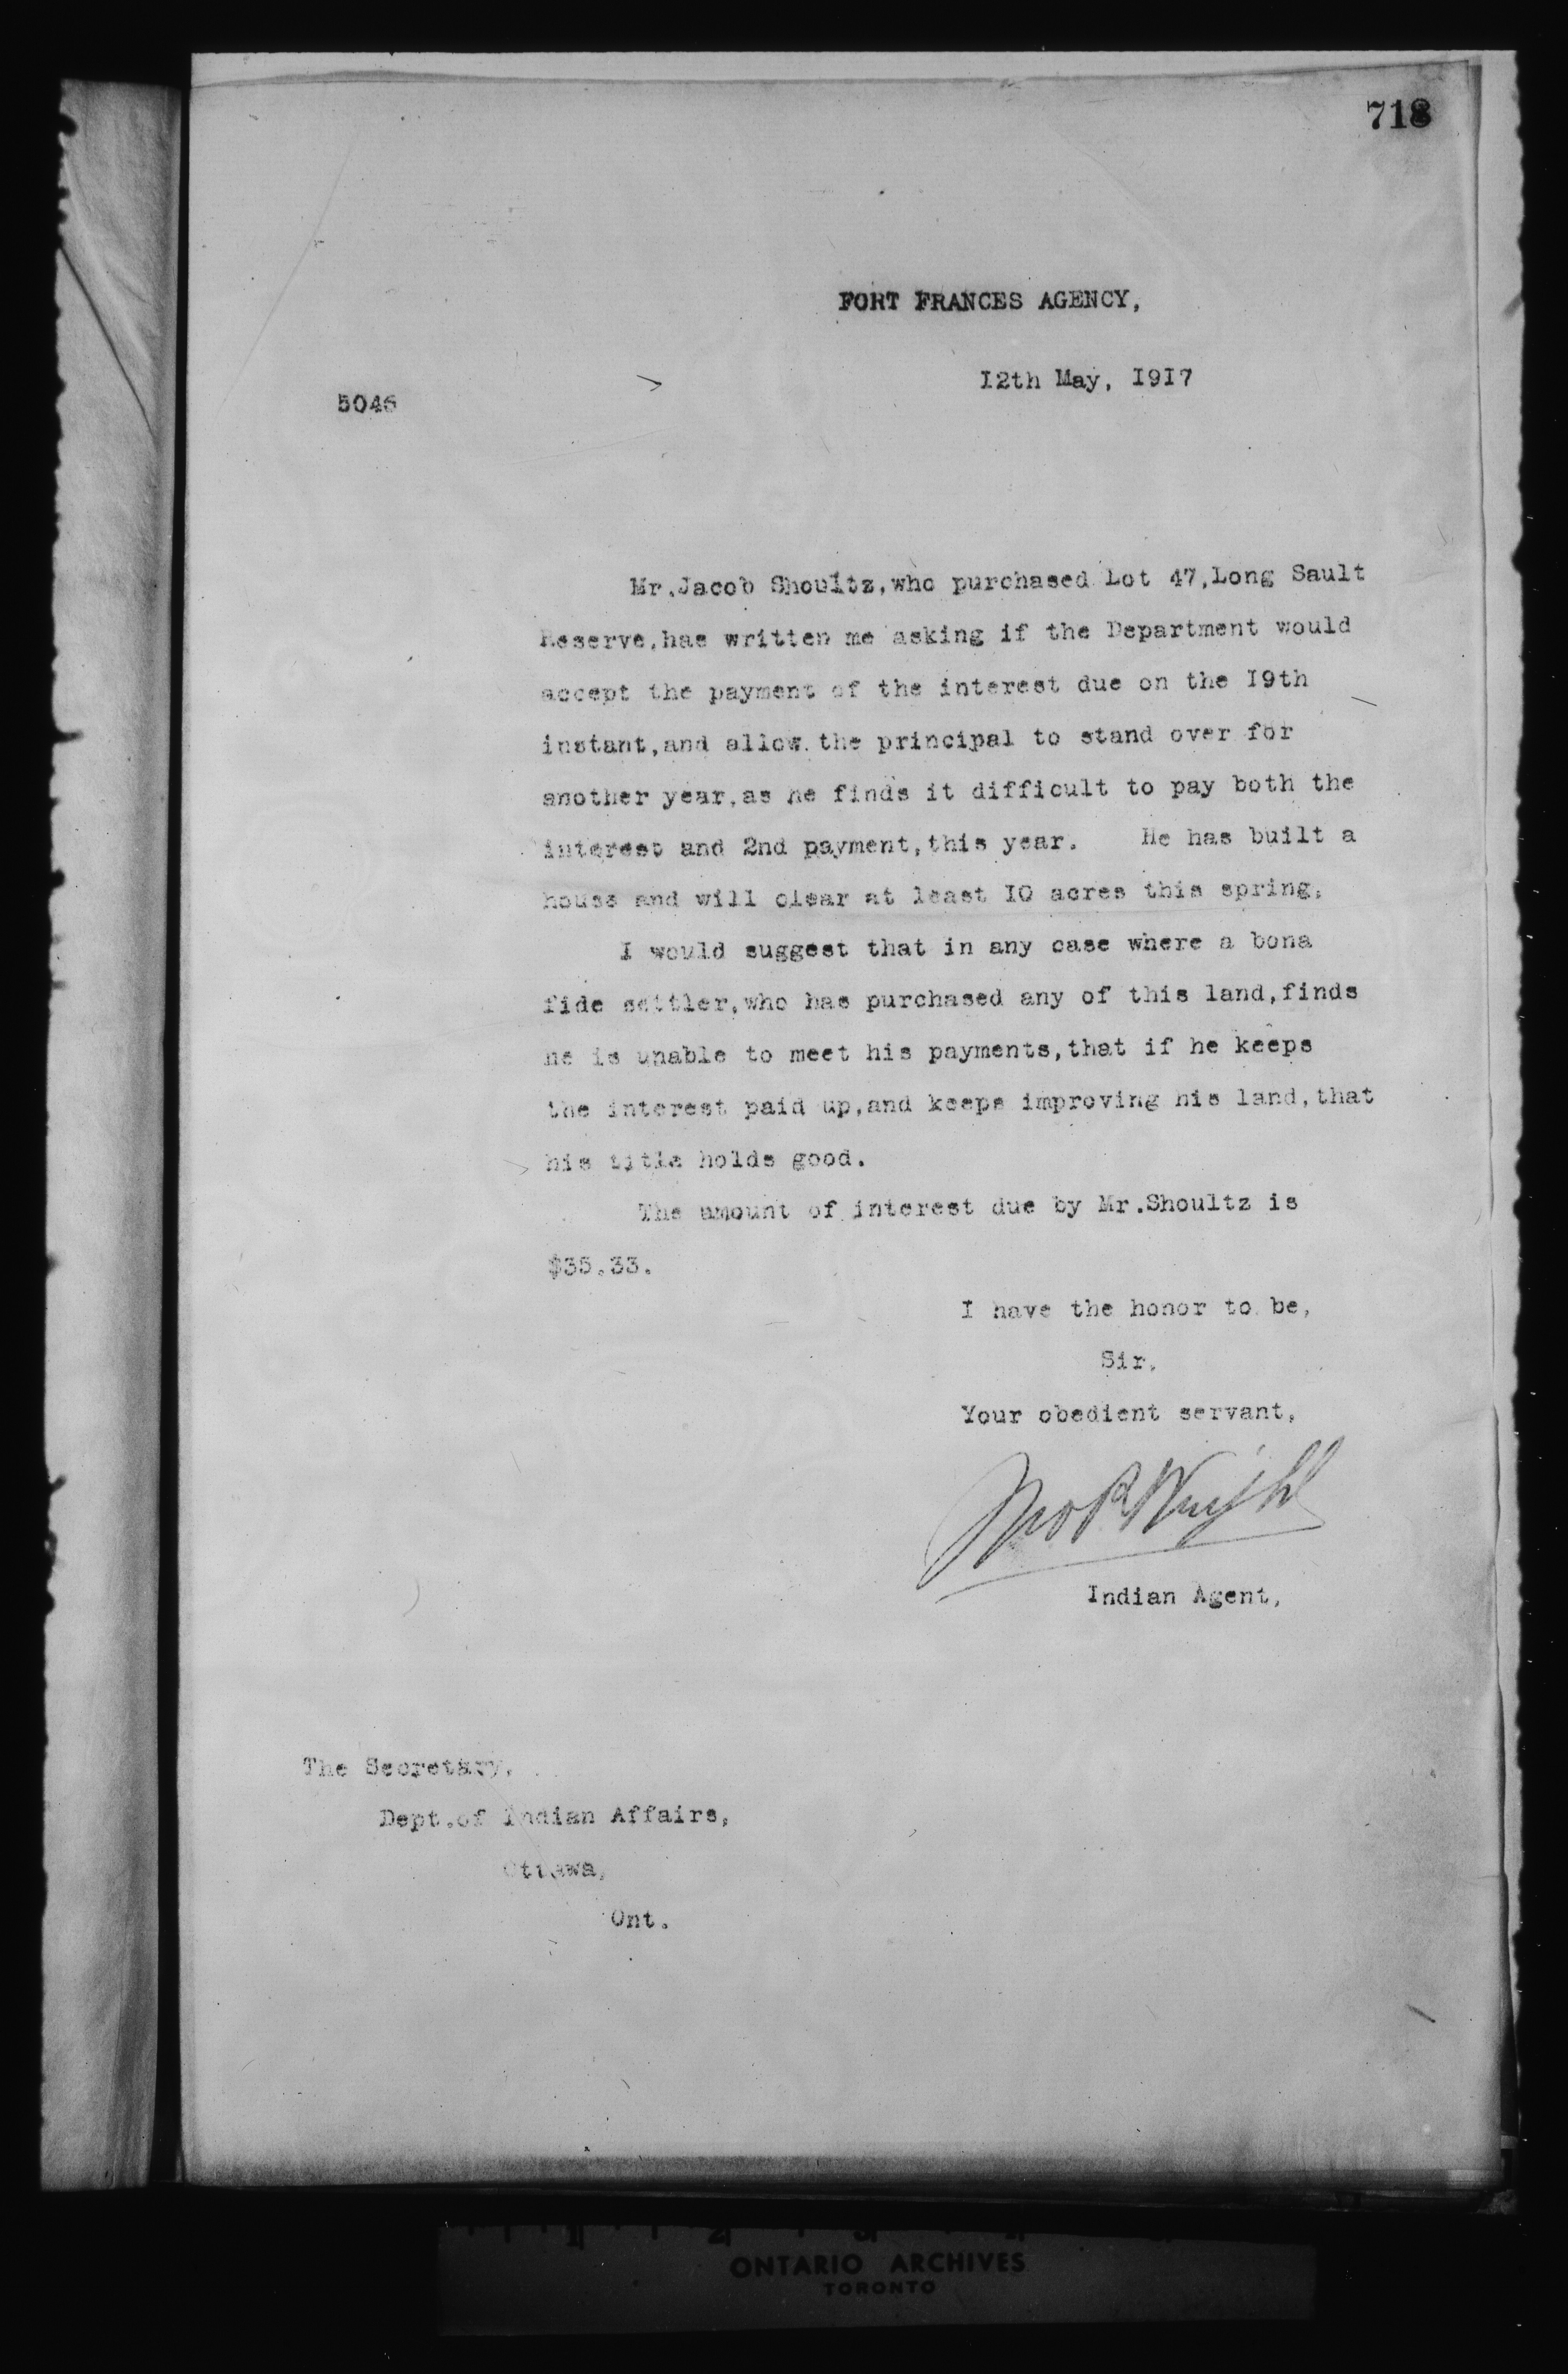 718
FORT FRANCES AGENCY,
12th May, 1917
5046
Mr.Jacob Shoultz,who purchased Lot 47,Long Sault
Reserve,has written me asking if the Department would
accept the payment of the interest due on the 19th
instant,and allow the principal to stand over for
another year,as he finds it difficult to pay both the
interest and 2nd payment,this year. He has built a
house and will clear at least 10 acres this spring.
I would suggest that in any case where a bona
fide settler,who has purchased any of this land,finds
he is unable to meet his payments,that if he keeps
the interest paid up,and keeps improving his land,that
his title holds good.
The amount of interest due by Mr.Shoultz is
$35.33.
I have the honor to be,
Sir,
Your obedient servant,
Jno P Wright
Indian Agent,
The Secretary,
Dept.of Indian Affairs,
Ottawa,
Ont.
1 2 3 4
ONTARIO ARCHIVES
TORONTO